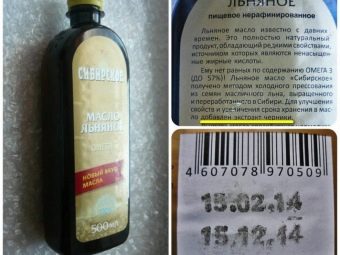 СИБИРСКОЕ
МАСЛО
ЛЬНЯНОЕ
ОМЕГА
НОВЫЙ ВКУС
МАСЛА
500мл
ЛЬНЯНОЕ
пищевое нерафинированное
Льняное масло известно с давних
времен. Это полностью натуральный
продукт, обладающий редкими свойствами,
источником которых являются ненасыщен-
ные жирные кислоты.
Ему нет равных по содержанию ОМЕГА 3
(ДО 57%)! Льняное масло «Сибирское»
получено методом холодного прессования
из семян масличного льна, выращенного
и переработанного в Сибири. Для улучшения
свойств и увеличения срока хранения в мас-
ло добавлен экстракт черники.
4 607078 970509
15.02.14
15.12.14